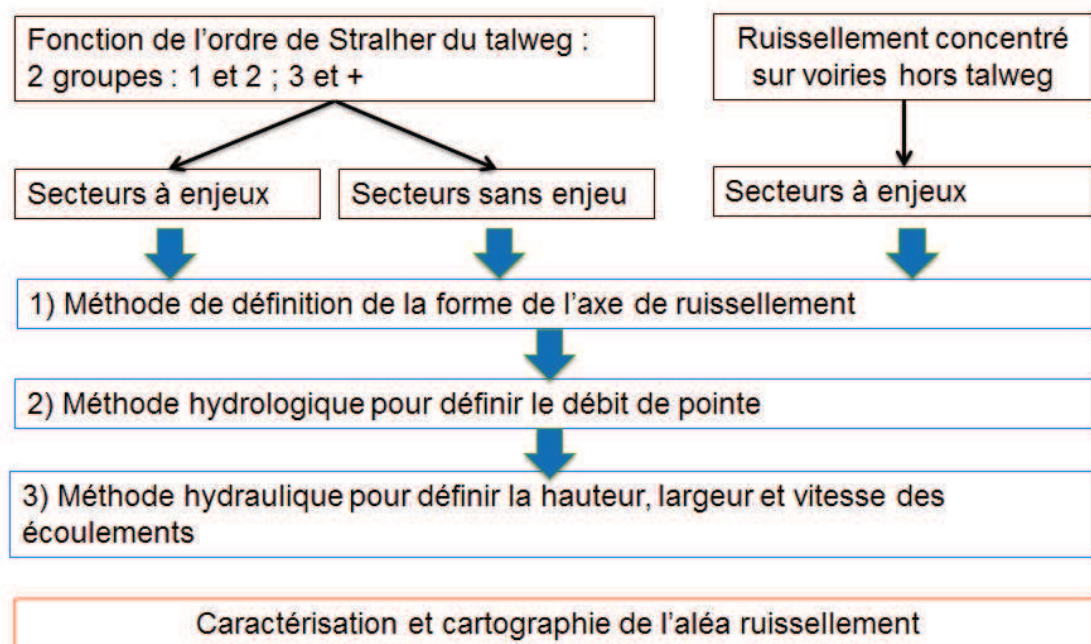 Fonction de l'ordre de Stralher du talweg :
2 groupes : 1 et 2 ; 3 et +
Ruissellement concentré
sur voiries hors talweg
Secteurs à enjeux
Secteurs sans enjeu
Secteurs à enjeux
1) Méthode de définition de la forme de l'axe de ruissellement
2) Méthode hydrologique pour définir le débit de pointe
3) Méthode hydraulique pour définir la hauteur, largeur et vitesse des
écoulements
Caractérisation et cartographie de l'aléa ruissellement